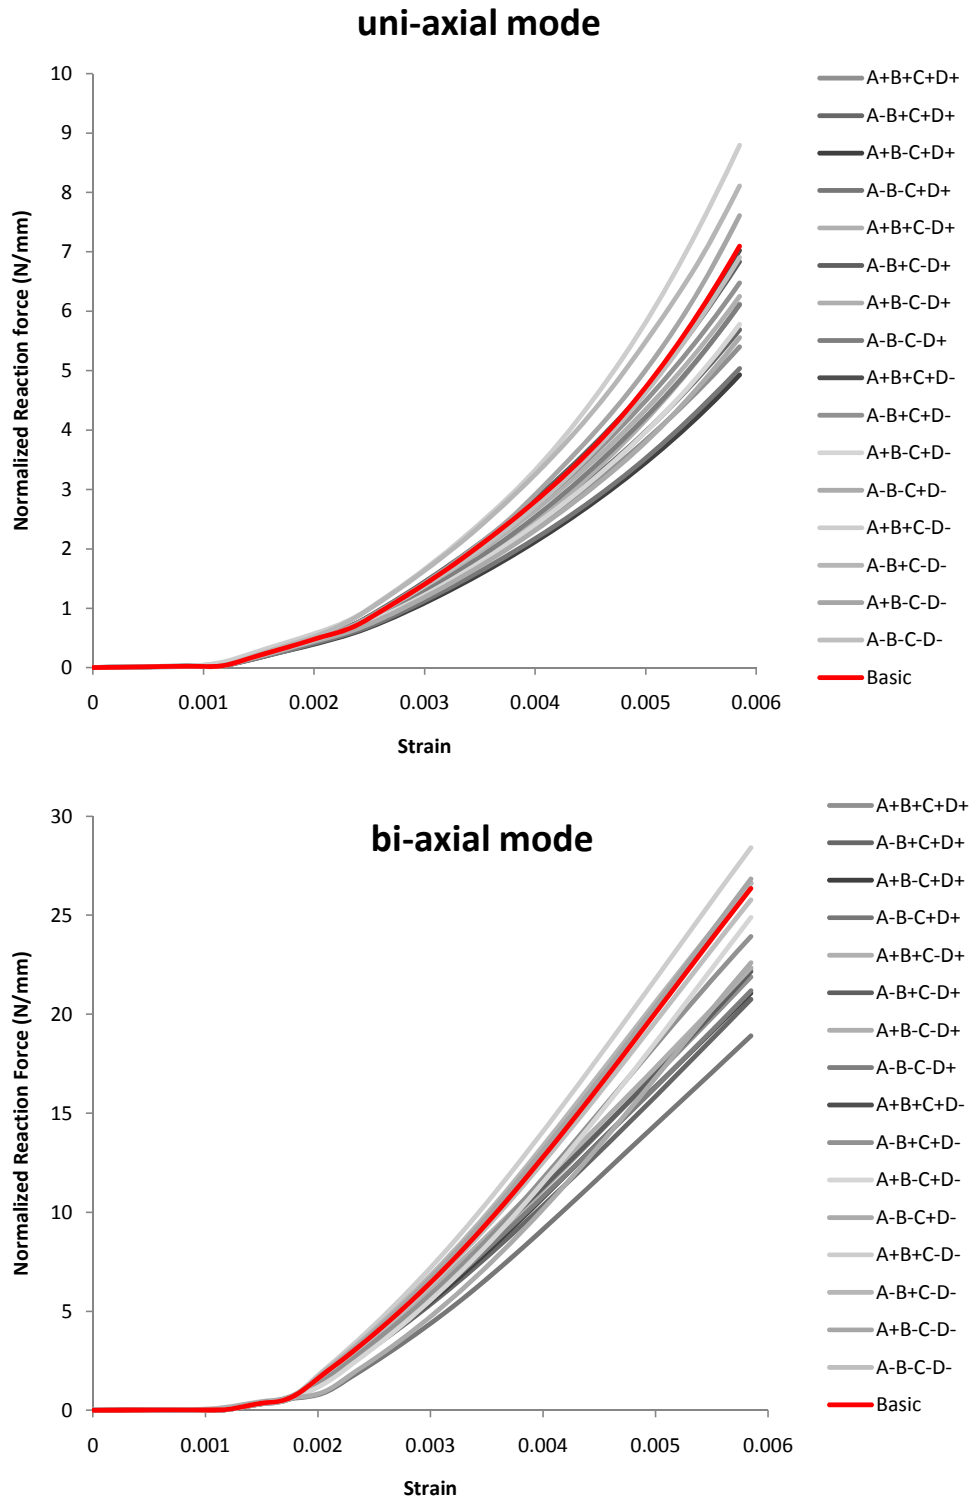 uni-axial mode
10
9
8
7
6
5
4
3
2
1
0
Normalized Reaction force (N/mm)
0 0.001 0.002 0.003 0.004 0.005 0.006
Strain
A+B+C+D+
A-B+C+D+
A+B-C+D+
A-B-C+D+
A+B+C-D+
A-B+C-D+
A+B-C-D+
A-B-C-D+
A+B+C+D-
A-B+C+D-
A+B-C+D-
A-B-C+D-
A+B+C-D-
A-B+C-D-
A+B-C-D-
A-B-C-D-
Basic
bi-axial mode
30
25
20
15
10
5
0
Normalized Reaction Force (N/mm)
0 0.001 0.002 0.003 0.004 0.005 0.006
Strain
A+B+C+D+
A-B+C+D+
A+B-C+D+
A-B-C+D+
A+B+C-D+
A-B+C-D+
A+B-C-D+
A-B-C-D+
A+B+C+D-
A-B+C+D-
A+B-C+D-
A-B-C+D-
A+B+C-D-
A-B+C-D-
A+B-C-D-
A-B-C-D-
Basic